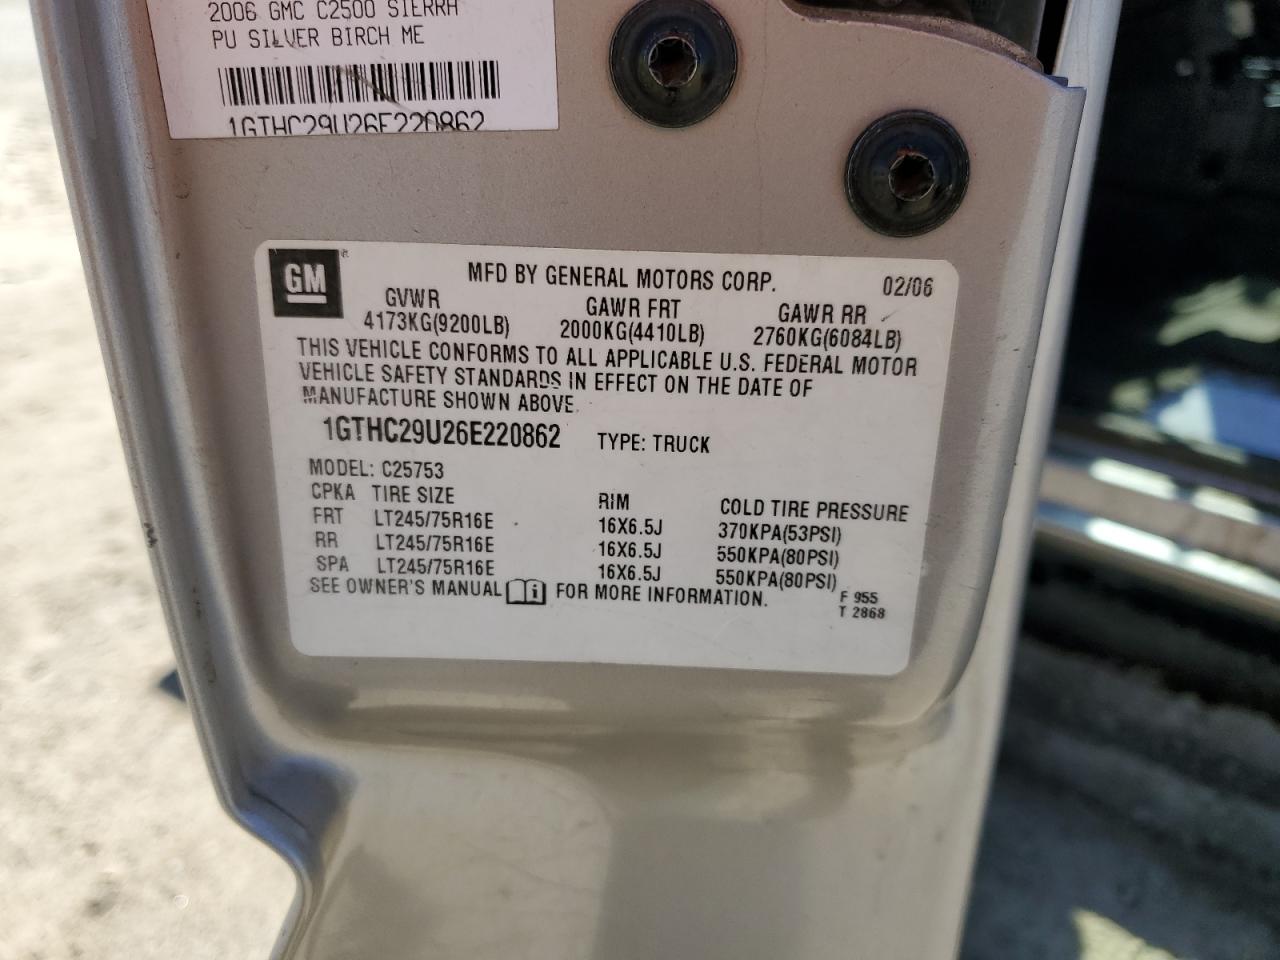 2006 GMC C2500 SIERRA
PU SILVER BIRCH ME
1GTHC29U26E220862
GM
MFD BY GENERAL MOTORS CORP. 02/06
GVWR GAWR FRT GAWR RR
4173KG(9200LB) 2000KG(4410LB) 2760KG(6084LB)
THIS VEHICLE CONFORMS TO ALL APPLICABLE U.S. FEDERAL MOTOR
VEHICLE SAFETY STANDARDS IN EFFECT ON THE DATE OF
MANUFACTURE SHOWN ABOVE.
1GTHC29U26E220862 TYPE: TRUCK
MODEL: C25753
CPKA TIRE SIZE RIM COLD TIRE PRESSURE
FRT LT245/75R16E 16X6.5J 370KPA(53PSI)
RR LT245/75R16E 16X6.5J 550KPA(80PSI)
SPA LT245/75R16E 16X6.5J 550KPA(80PSI)
SEE OWNER'S MANUAL FOR MORE INFORMATION.
F 955
T 2868